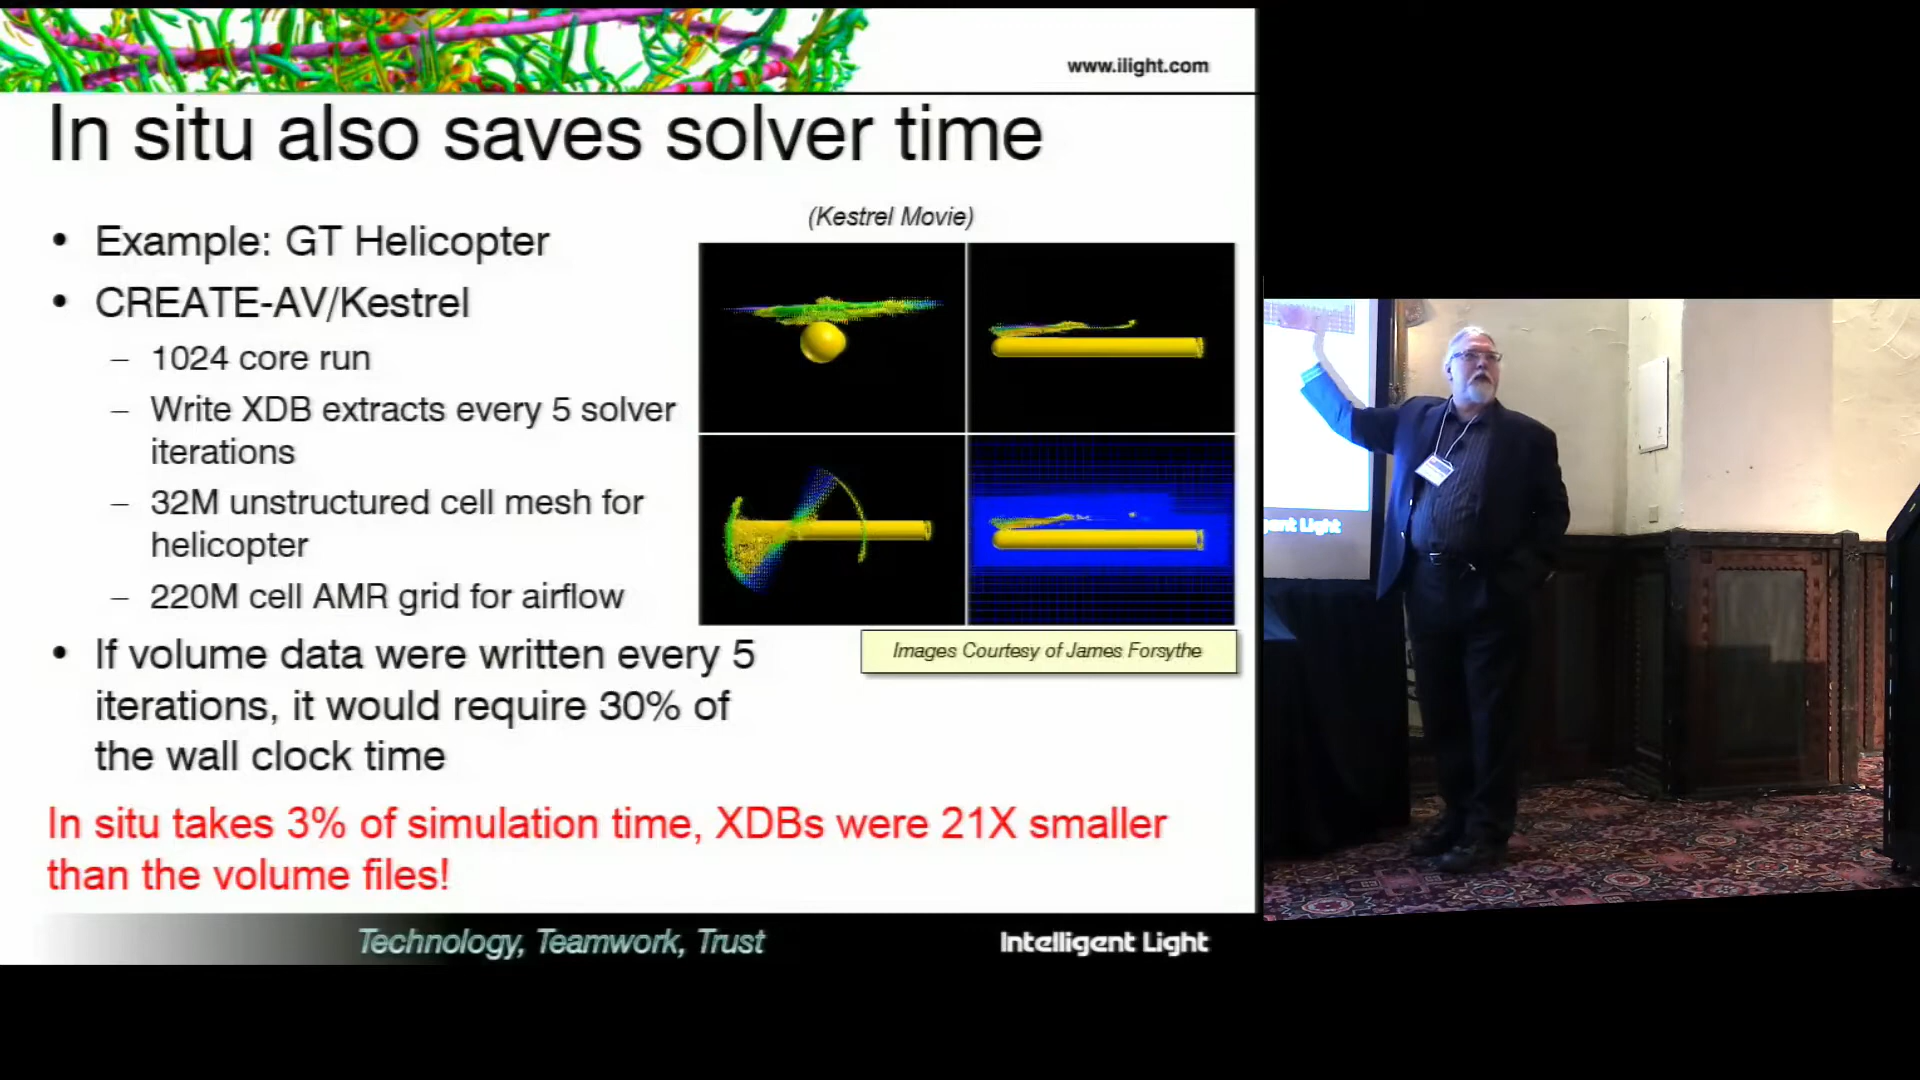 www.ilight.com
In situ also saves solver time
(Kestrel Movie)
• Example: GT Helicopter
• CREATE-AV/Kestrel
– 1024 core run
– Write XDB extracts every 5 solver
iterations
– 32M unstructured cell mesh for
helicopter
– 220M cell AMR grid for airflow
Images Courtesy of James Forsythe
• If volume data were written every 5
iterations, it would require 30% of
the wall clock time
In situ takes 3% of simulation time, XDBs were 21X smaller
than the volume files!
Technology, Teamwork, Trust
Intelligent Light
Light